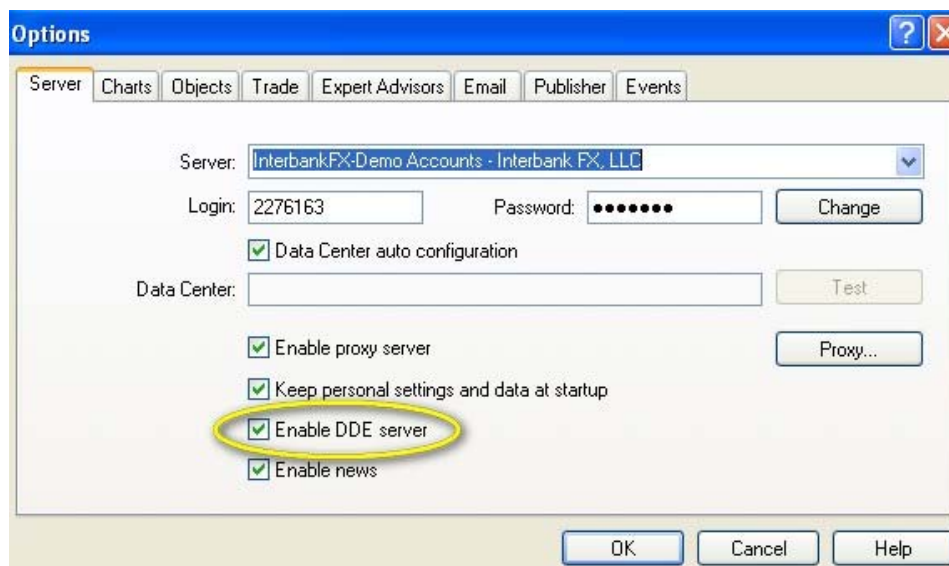 Options
Server Charts Objects Trade Expert Advisors Email Publisher Events
Server: InterbankFX-Demo Accounts - Interbank FX, LLC
Login: 2276163 Password: ●●●●●●● Change
Data Center auto configuration
Data Center: Test
Enable proxy server Proxy...
Keep personal settings and data at startup
Enable DDE server
Enable news
OK Cancel Help